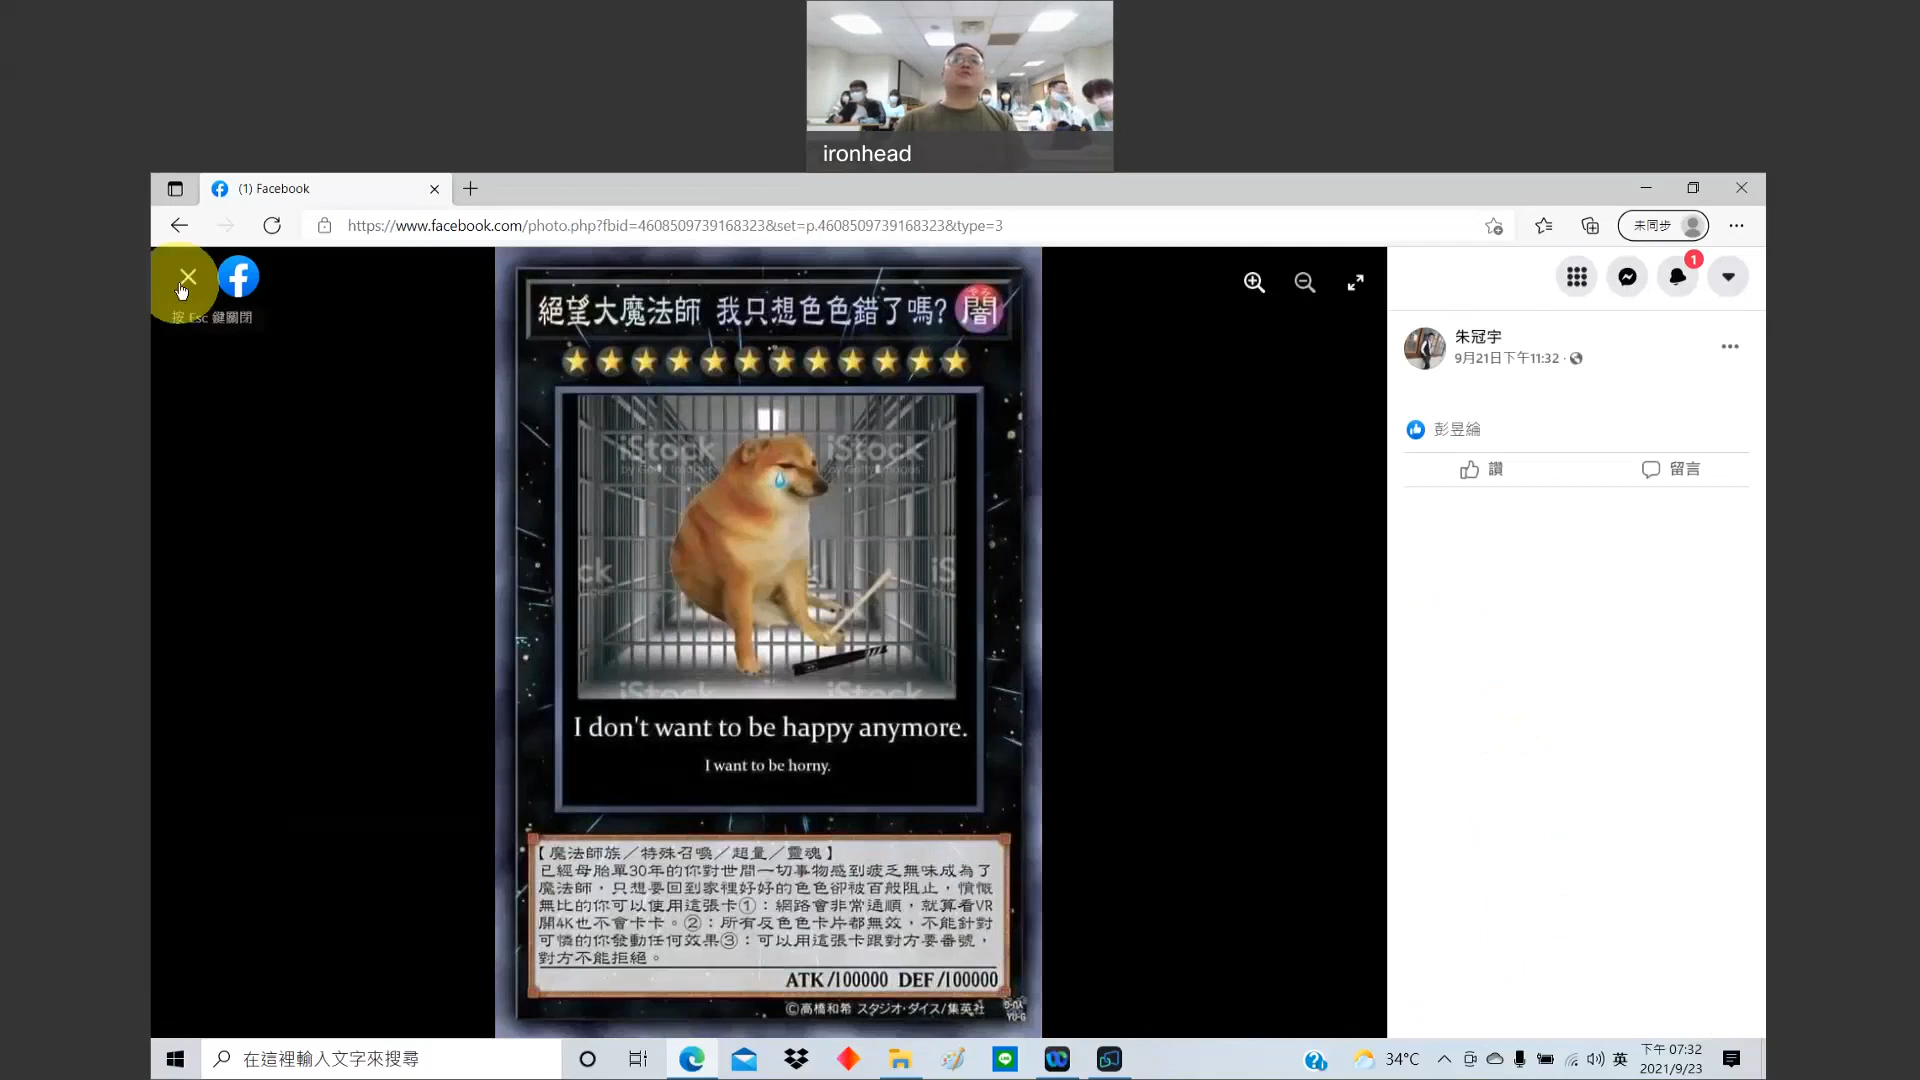 ironhead
(1) Facebook
https://www.facebook.com/photo.php?fbid=4608509739168323&set=p.4608509739168323&type=3
未同步
按 Esc 鍵關閉
1
絕望大魔法師 我只想色色錯了嗎?
やみ
闇
朱冠宇
9月21日下午11:32
彭昱綸
讚
留言
iStock
iStock
by Getty Images
iStock
iStock
I don't want to be happy anymore.
I want to be horny.
【魔法師族／特殊召喚／超量／靈魂】
已經母胎單30年的你對世間一切事物感到疲乏無味成為了
魔法師，只想要回到家裡好好的色色卻被百般阻止，憤慨
無比的你可以使用這張卡①：網路會非常通順，就算看VR
開4K也不會卡卡。②：所有反色色卡片都無效，不能針對
可憐的你發動任何效果③：可以用這張卡跟對方要番號，
對方不能拒絕。
ATK/100000 DEF/100000
©高橋和希 スタジオ・ダイス/集英社
在這裡輸入文字來搜尋
34°C
英
下午 07:32
2021/9/23